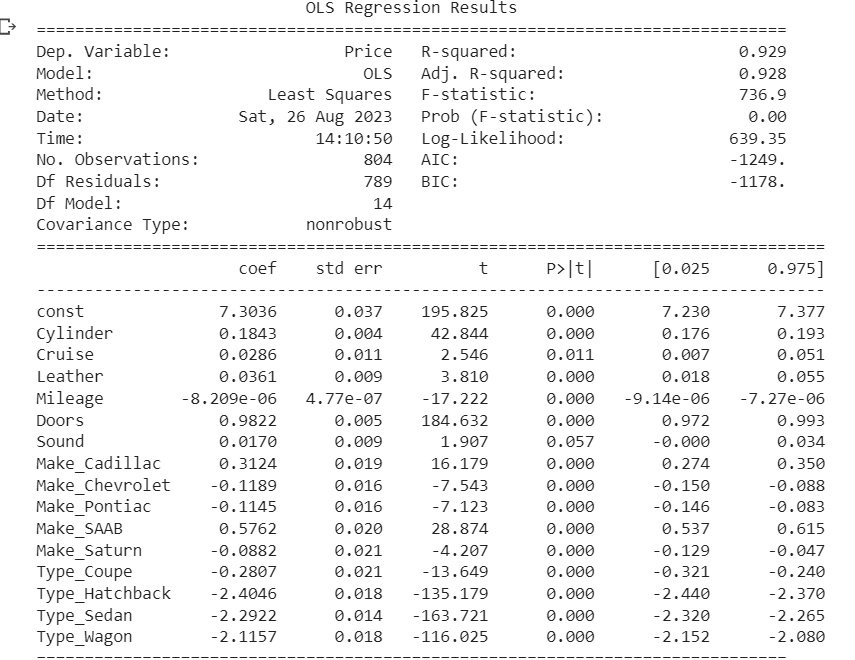 OLS Regression Results
==============================================================================
Dep. Variable: Price R-squared: 0.929
Model: OLS Adj. R-squared: 0.928
Method: Least Squares F-statistic: 736.9
Date: Sat, 26 Aug 2023 Prob (F-statistic): 0.00
Time: 14:10:50 Log-Likelihood: 639.35
No. Observations: 804 AIC: -1249.
Df Residuals: 789 BIC: -1178.
Df Model: 14
Covariance Type: nonrobust
==================================================================================
coef std err t P>|t| [0.025 0.975]
----------------------------------------------------------------------------------
const 7.3036 0.037 195.825 0.000 7.230 7.377
Cylinder 0.1843 0.004 42.844 0.000 0.176 0.193
Cruise 0.0286 0.011 2.546 0.011 0.007 0.051
Leather 0.0361 0.009 3.810 0.000 0.018 0.055
Mileage -8.209e-06 4.77e-07 -17.222 0.000 -9.14e-06 -7.27e-06
Doors 0.9822 0.005 184.632 0.000 0.972 0.993
Sound 0.0170 0.009 1.907 0.057 -0.000 0.034
Make_Cadillac 0.3124 0.019 16.179 0.000 0.274 0.350
Make_Chevrolet -0.1189 0.016 -7.543 0.000 -0.150 -0.088
Make_Pontiac -0.1145 0.016 -7.123 0.000 -0.146 -0.083
Make_SAAB 0.5762 0.020 28.874 0.000 0.537 0.615
Make_Saturn -0.0882 0.021 -4.207 0.000 -0.129 -0.047
Type_Coupe -0.2807 0.021 -13.649 0.000 -0.321 -0.240
Type_Hatchback -2.4046 0.018 -135.179 0.000 -2.440 -2.370
Type_Sedan -2.2922 0.014 -163.721 0.000 -2.320 -2.265
Type_Wagon -2.1157 0.018 -116.025 0.000 -2.152 -2.080
------------------------------------------------------------------------------